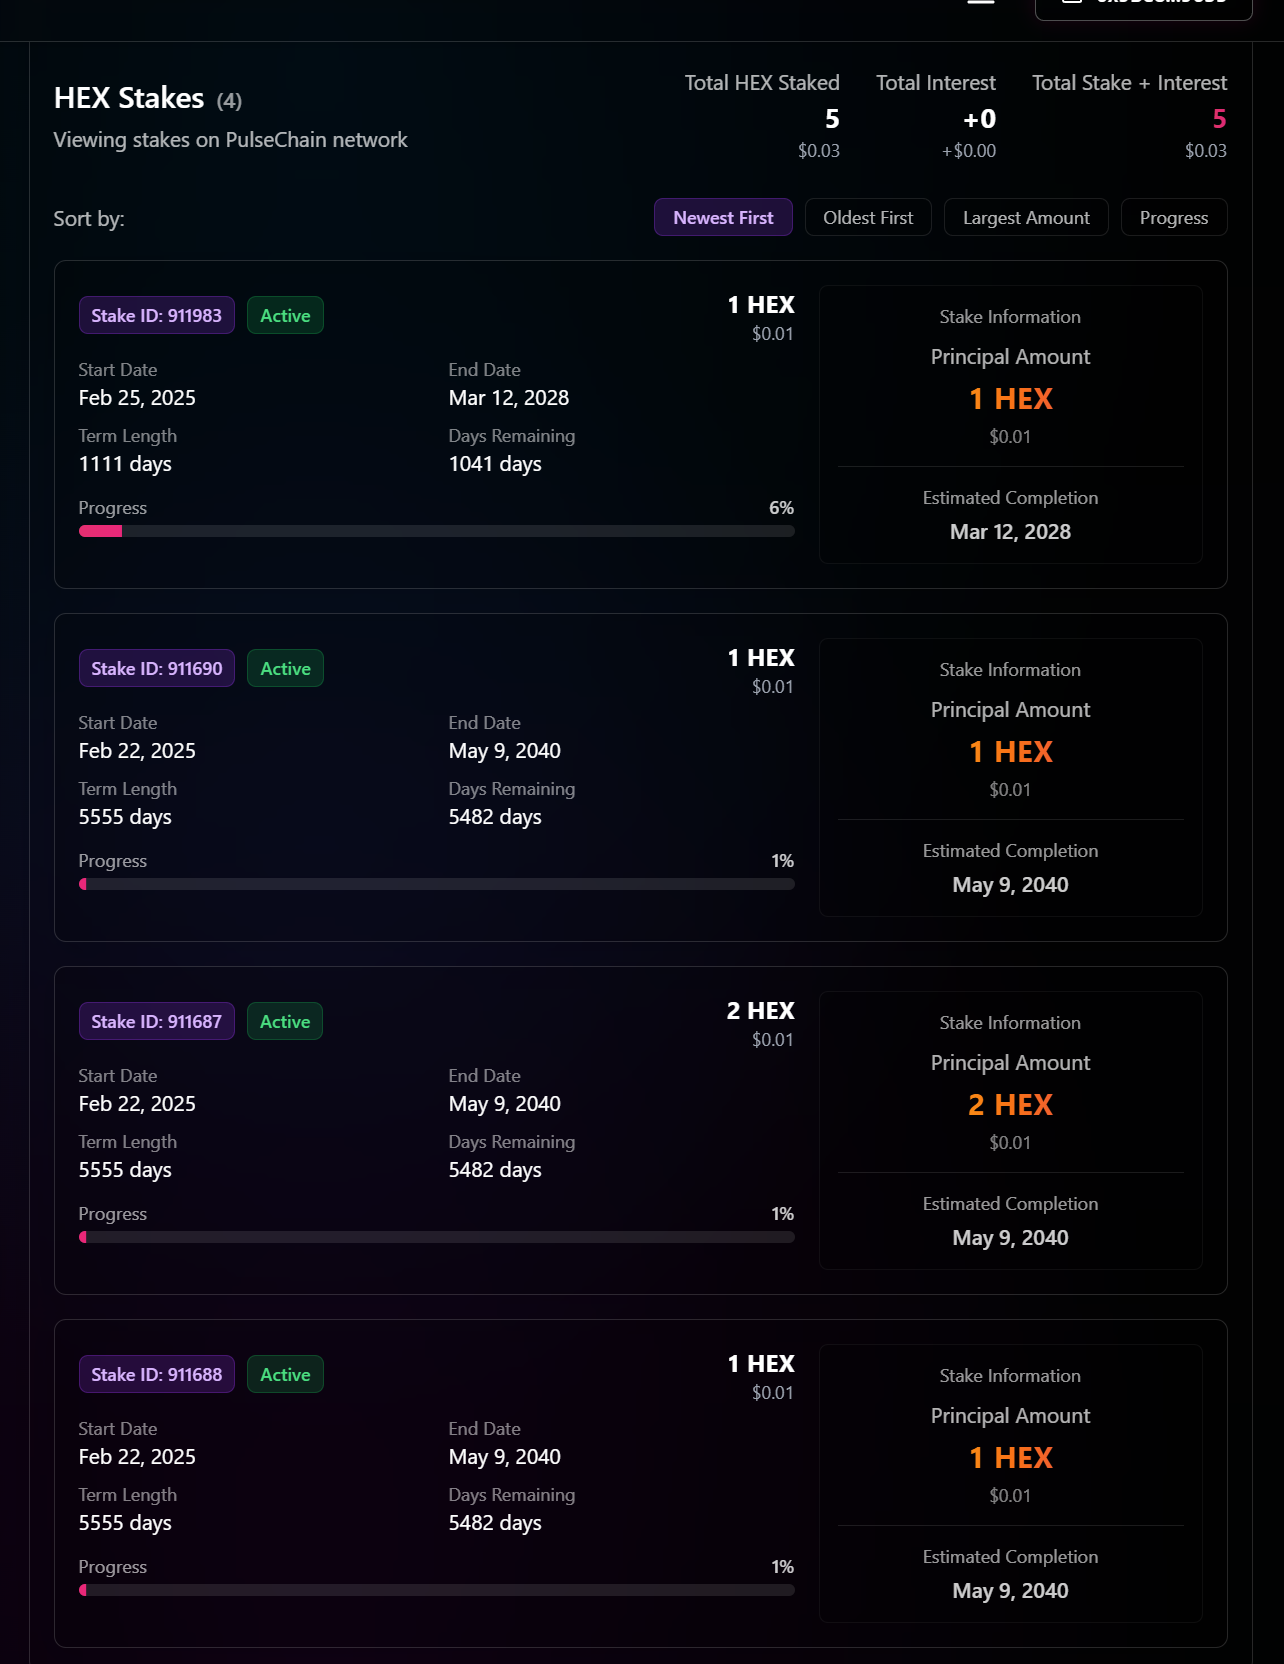 HEX Stakes (4)
Viewing stakes on PulseChain network
Total HEX Staked
5
$0.03
Total Interest
+0
+$0.00
Total Stake + Interest
5
$0.03
Sort by:
Newest First
Oldest First
Largest Amount
Progress
Stake ID: 911983
Active
1 HEX
$0.01
Start Date
Feb 25, 2025
End Date
Mar 12, 2028
Term Length
1111 days
Days Remaining
1041 days
Progress
6%
Stake Information
Principal Amount
1 HEX
$0.01
Estimated Completion
Mar 12, 2028
Stake ID: 911690
Active
1 HEX
$0.01
Start Date
Feb 22, 2025
End Date
May 9, 2040
Term Length
5555 days
Days Remaining
5482 days
Progress
1%
Stake Information
Principal Amount
1 HEX
$0.01
Estimated Completion
May 9, 2040
Stake ID: 911687
Active
2 HEX
$0.01
Start Date
Feb 22, 2025
End Date
May 9, 2040
Term Length
5555 days
Days Remaining
5482 days
Progress
1%
Stake Information
Principal Amount
2 HEX
$0.01
Estimated Completion
May 9, 2040
Stake ID: 911688
Active
1 HEX
$0.01
Start Date
Feb 22, 2025
End Date
May 9, 2040
Term Length
5555 days
Days Remaining
5482 days
Progress
1%
Stake Information
Principal Amount
1 HEX
$0.01
Estimated Completion
May 9, 2040